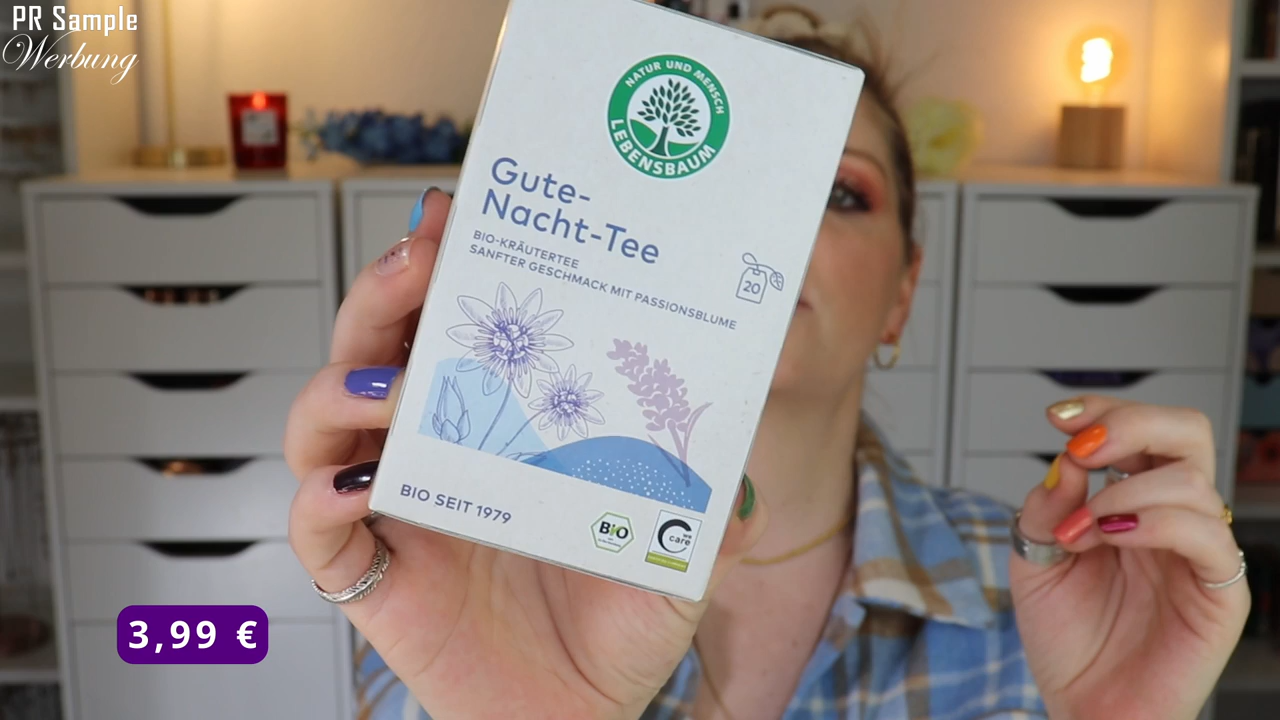 PR Sample
Werbung
NATUR UND MENSCH
LEBENSBAUM
Gute-
Nacht-Tee
BIO-KRÄUTERTEE
SANFTER GESCHMACK MIT PASSIONSBLUME
20
BIO SEIT 1979
BIO
we
care
3,99 €